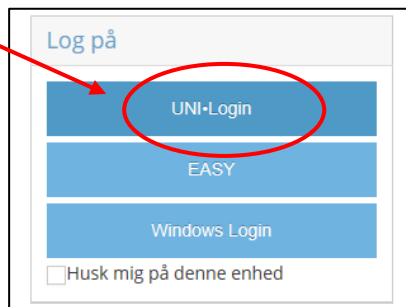 Log på
UNI•Login
EASY
Windows Login
Husk mig på denne enhed